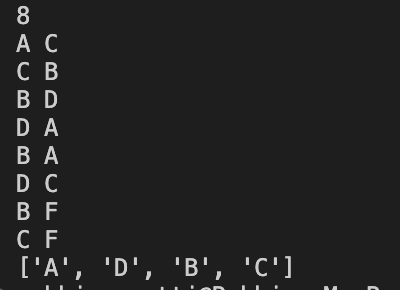 8
A C
C B
B D
D A
B A
D C
B F
C F
['A', 'D', 'B', 'C']